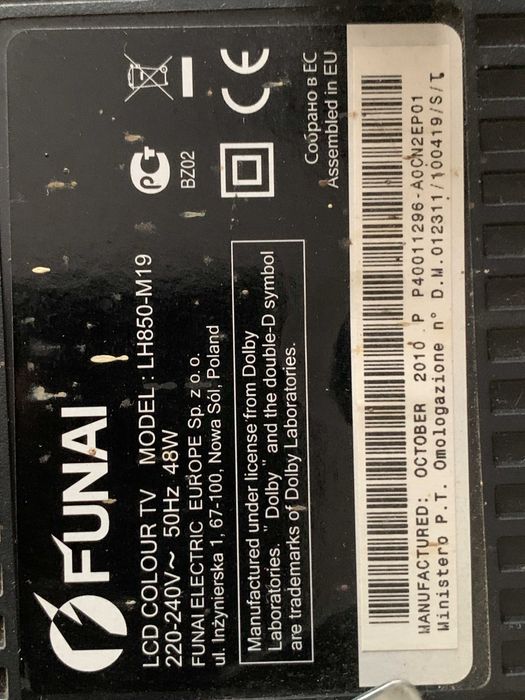 FUNAI
LCD COLOUR TV MODEL : LH850-M19
220-240V~ 50Hz 48W
FUNAI ELECTRIC EUROPE Sp. z o.o.
ul. Inżynierska 1, 67-100, Nowa Sól, Poland
Manufactured under license from Dolby
Laboratories. "Dolby" and the double-D symbol
are trademarks of Dolby Laboratories.
PCT
BZ02
CE
Собрано в ЕС
Assembled in EU
MANUFACTURED: OCTOBER 2010 .P P40011296-A0CN2EP01
Ministero P.T. Omologazione n° D.M.012311/100419/S/T